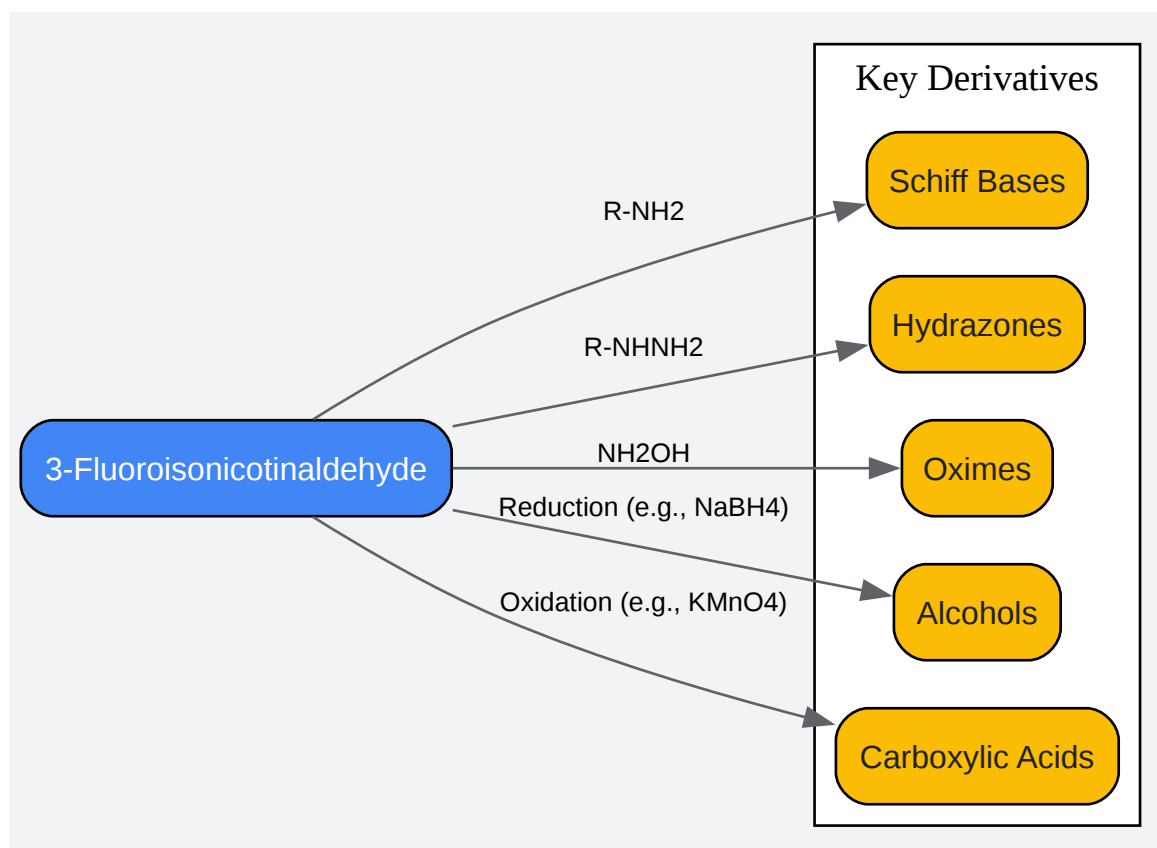 Key Derivatives
Schiff Bases
R-NH2
Hydrazones
R-NHNH2
3-Fluoroisonicotinaldehyde
NH2OH
Oximes
Reduction (e.g., NaBH4)
Alcohols
Oxidation (e.g., KMnO4)
Carboxylic Acids